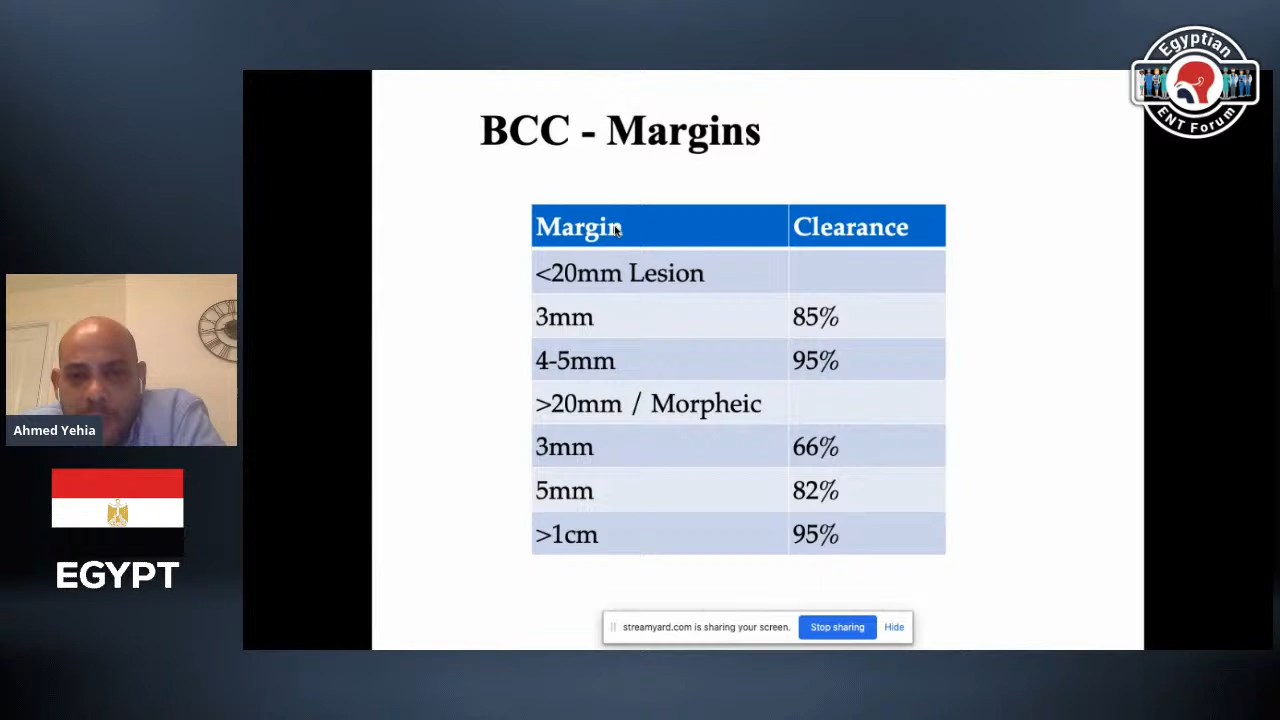 Egyptian
ENT Forum
BCC - Margins
Margin Clearance
<20mm Lesion
3mm 85%
4-5mm 95%
>20mm / Morpheic
3mm 66%
5mm 82%
>1cm 95%
Ahmed Yehia
EGYPT
streamyard.com is sharing your screen. Stop sharing Hide